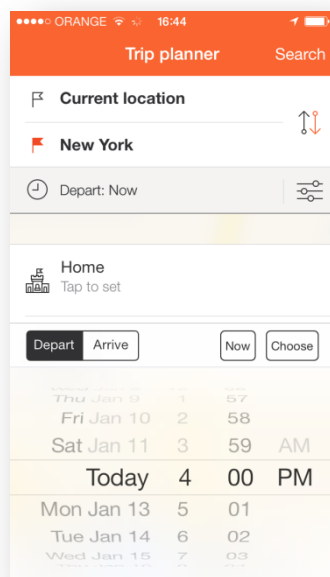 ORANGE 16:44
Trip planner Search
Current location
New York
Depart: Now
Home
Tap to set
Depart Arrive Now Choose
Thu Jan 9 1 57
Fri Jan 10 2 58
Sat Jan 11 3 59 AM
Today 4 00 PM
Mon Jan 13 5 01
Tue Jan 14 6 02
Wed Jan 15 7 03